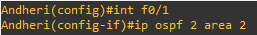 Andheri(config)#int f0/1
Andheri(config-if)#ip ospf 2 area 2